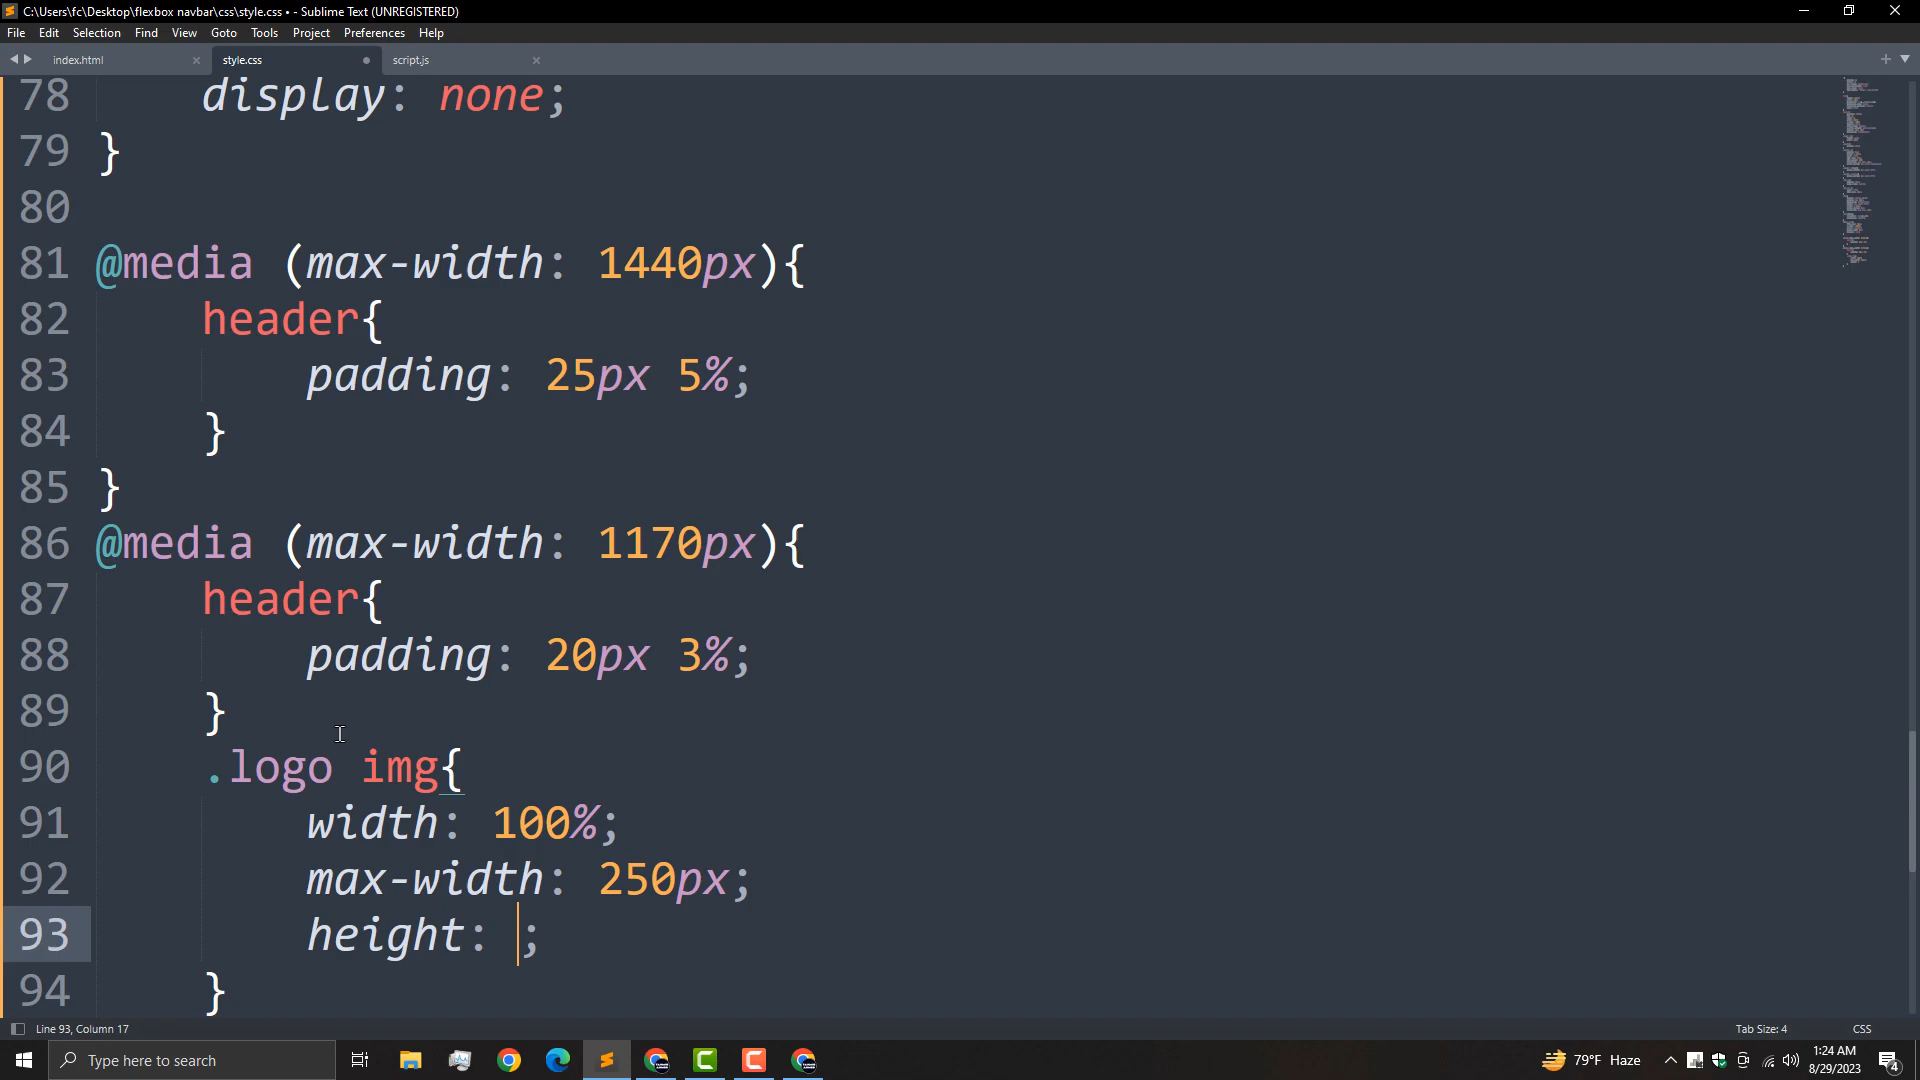 C:\Users\fc\Desktop\flexbox navbar\css\style.css • - Sublime Text (UNREGISTERED)
File Edit Selection Find View Goto Tools Project Preferences Help
index.html style.css script.js
78 display: none;
79 }
80
81 @media (max-width: 1440px){
82 header{
83 padding: 25px 5%;
84 }
85 }
86 @media (max-width: 1170px){
87 header{
88 padding: 20px 3%;
89 }
90 .logo img{
91 width: 100%;
92 max-width: 250px;
93 height: ;
94 }
Line 93, Column 17 Tab Size: 4 CSS
Type here to search 79°F Haze 1:24 AM
8/29/2023 4